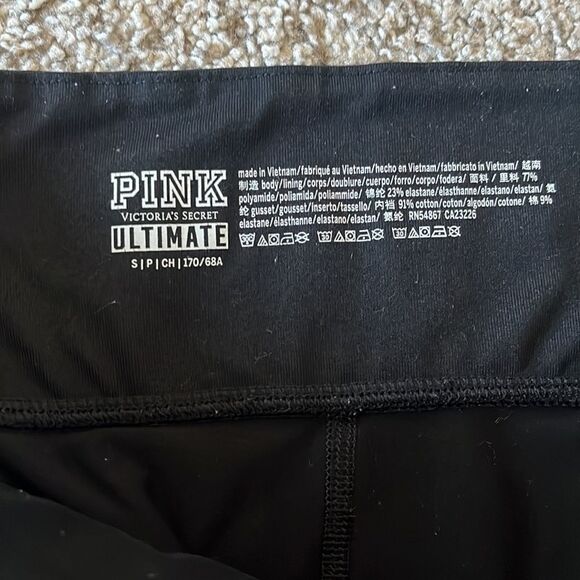 PINK
VICTORIA'S SECRET
ULTIMATE
S | P | CH | 170/68A
made in Vietnam/fabriqué au Vietnam/hecho en Vietnam/fabbricato in Vietnam/ 越南
制造 body/lining/corps/doublure/cuerpo/forro/corpo/fodera/ 面料 / 里料 77%
polyamide/poliamida/poliammide/ 锦纶 23% elastane/élasthanne/elastano/elastan/ 氨
纶 gusset/gousset/inserto/tassello/ 内裆 91% cotton/coton/algodón/cotone/ 棉 9%
elastane/élasthanne/elastano/elastan/ 氨纶 RN54867 CA23226